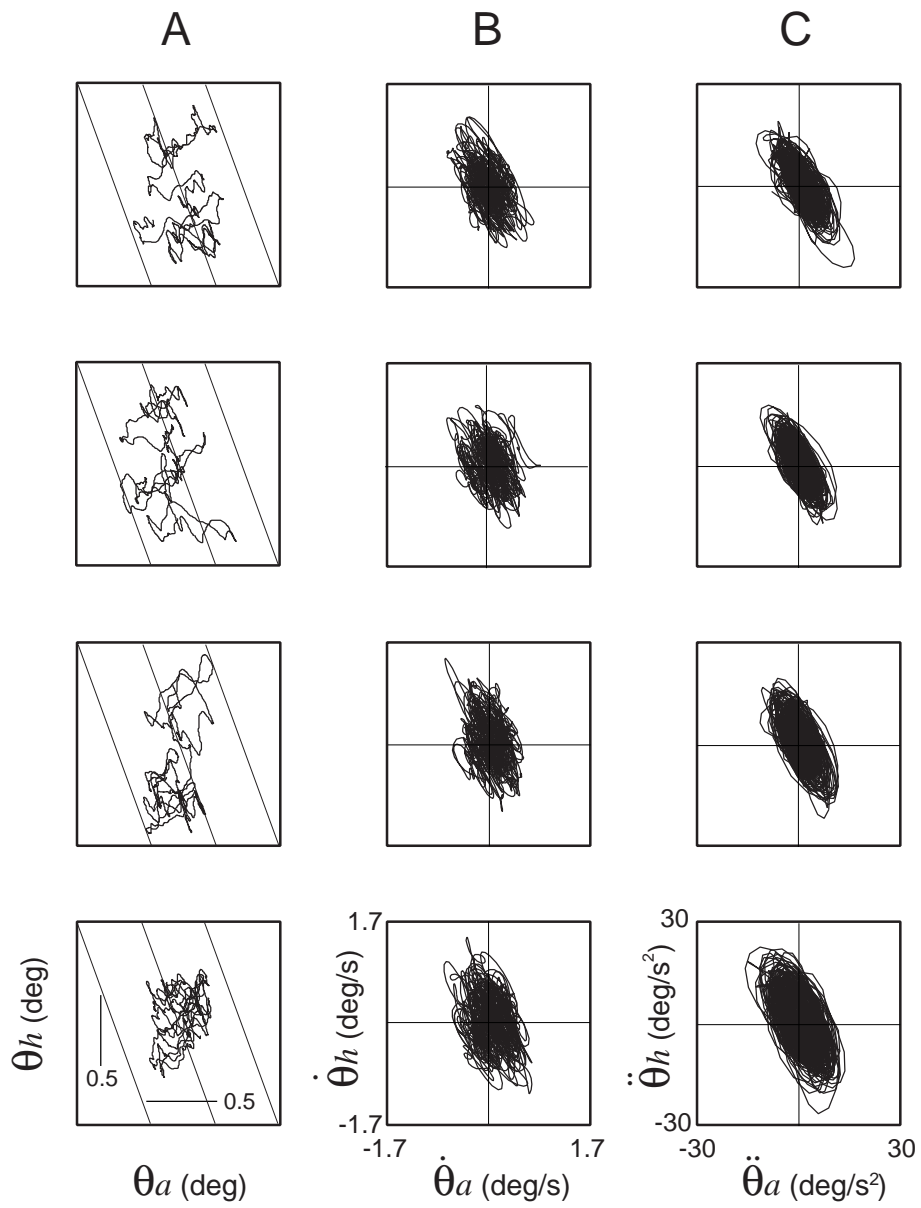 A B C
1.7
30
θh (deg)
θ̇h (deg/s)
θ̈h (deg/s²)
0.5
0.5
-1.7
-30
-1.7 1.7
-30 30
θa (deg)
θ̇a (deg/s)
θ̈a (deg/s²)